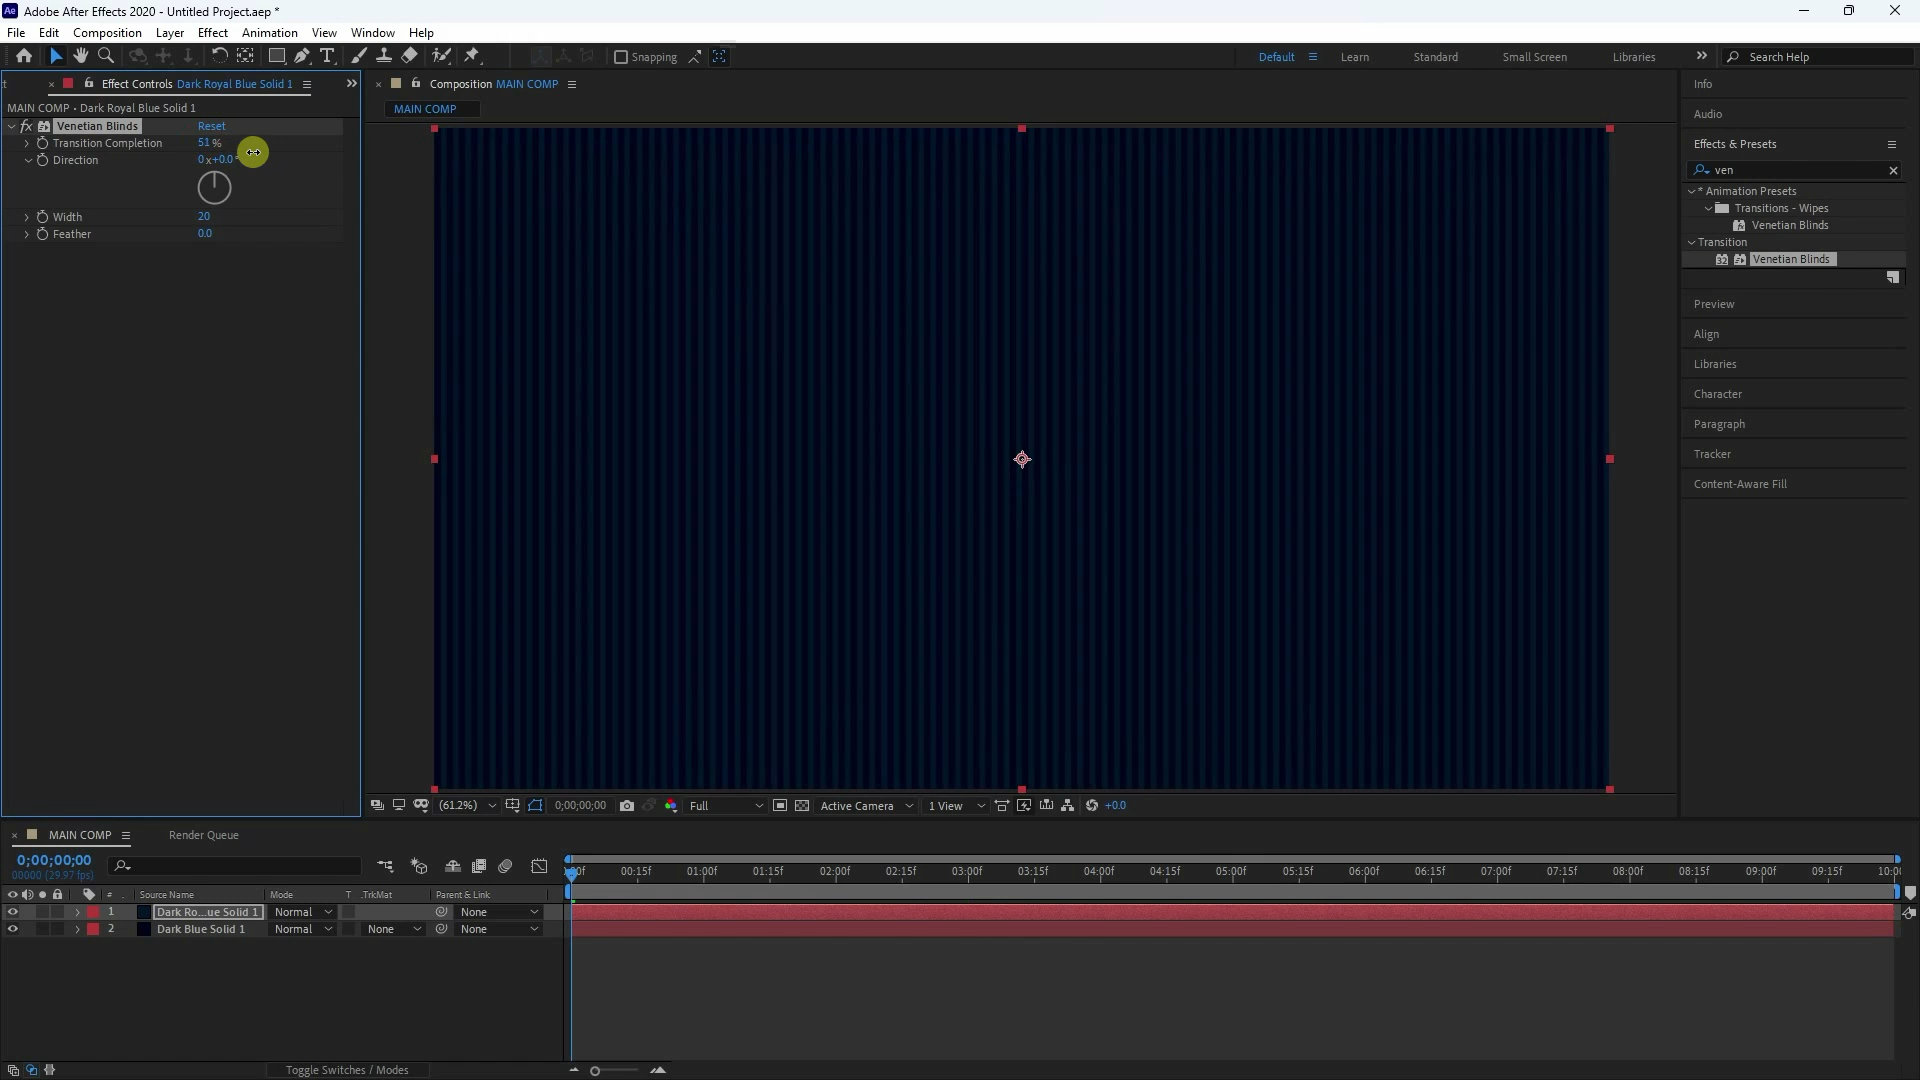 Ae Adobe After Effects 2020 - Untitled Project.aep *
File Edit Composition Layer Effect Animation View Window Help
Snapping
Default Learn Standard Small Screen Libraries Search Help
Effect Controls Dark Royal Blue Solid 1
MAIN COMP • Dark Royal Blue Solid 1
fx Venetian Blinds Reset
Transition Completion 51 %
Direction 0 x+0.0
Width 20
Feather 0.0
Composition MAIN COMP
MAIN COMP
(61.2%) 0;00;00;00 Full Active Camera 1 View +0.0
Info
Audio
Effects & Presets
ven
* Animation Presets
Transitions - Wipes
Venetian Blinds
Transition
32 Venetian Blinds
Preview
Align
Libraries
Character
Paragraph
Tracker
Content-Aware Fill
MAIN COMP Render Queue
0;00;00;00
00000 (29.97 fps)
00:15f 01:00f 01:15f 02:00f 02:15f 03:00f 03:15f 04:00f 04:15f 05:00f 05:15f 06:00f 06:15f 07:00f 07:15f 08:00f 08:15f 09:00f 09:15f 10:0
# Source Name Mode T .TrkMat Parent & Link
1 Dark Ro...ue Solid 1 Normal None
2 Dark Blue Solid 1 Normal None None
Toggle Switches / Modes